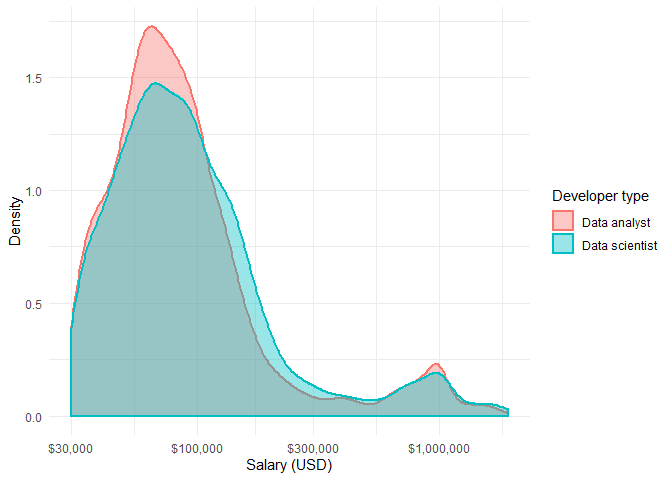 Density
1.5
1.0
0.5
0.0
$30,000
$100,000
$300,000
$1,000,000
Salary (USD)
Developer type
Data analyst
Data scientist